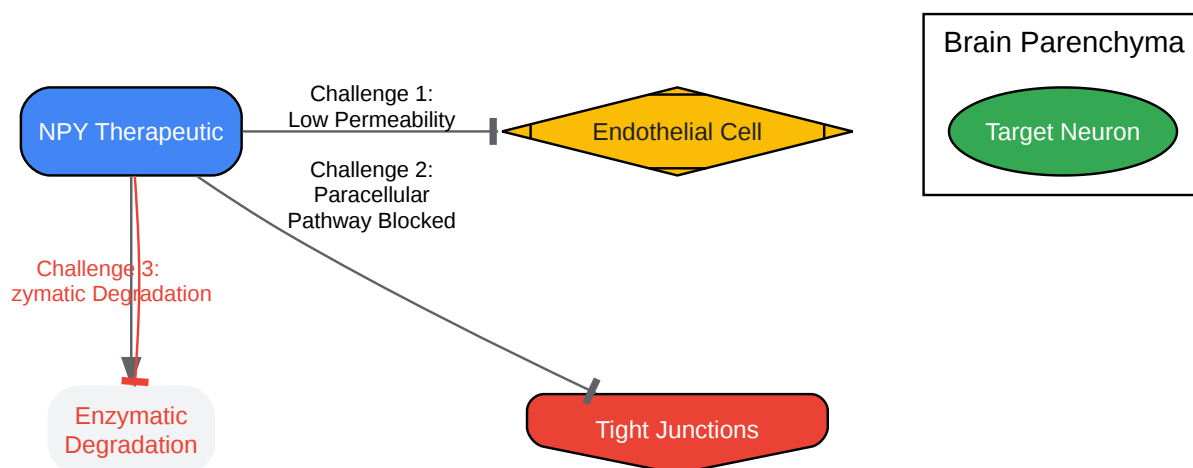 Brain Parenchyma
NPY Therapeutic
Challenge 1:
Low Permeability
Endothelial Cell
Target Neuron
Challenge 2:
Paracellular
Pathway Blocked
Challenge 3:
zymatic Degradation
Enzymatic
Degradation
Tight Junctions